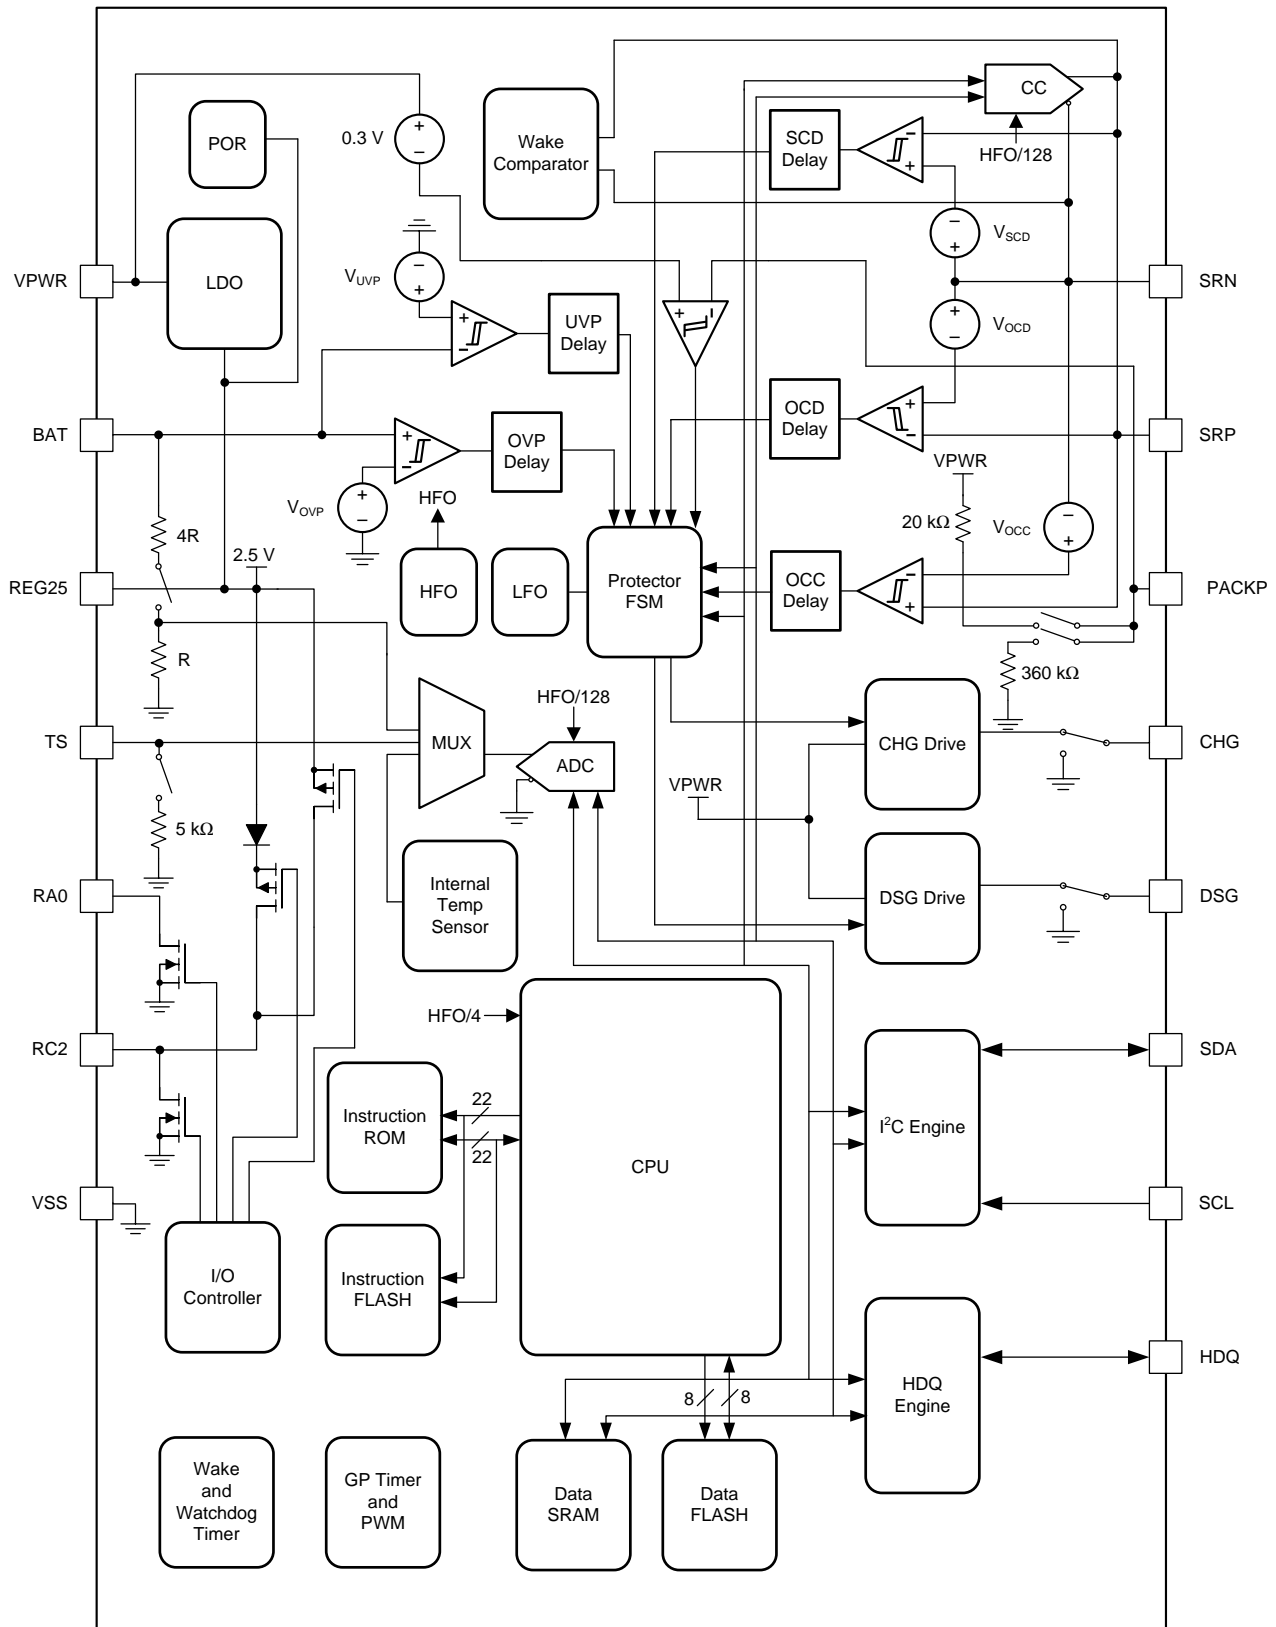 CC
POR
0.3 V
Wake
Comparator
SCD
Delay
HFO/128
V_SCD
VPWR
LDO
V_UVP
SRN
UVP
Delay
V_OCD
BAT
OVP
Delay
OCD
Delay
SRP
VPWR
HFO
V_OVP
20 kΩ
V_OCC
4R
2.5 V
REG25
HFO
LFO
Protector
FSM
OCC
Delay
PACKP
R
360 kΩ
HFO/128
TS
MUX
ADC
CHG Drive
CHG
VPWR
5 kΩ
RA0
Internal
Temp
Sensor
DSG Drive
DSG
HFO/4
RC2
SDA
22
Instruction
ROM
22
CPU
I²C Engine
VSS
SCL
I/O
Controller
Instruction
FLASH
HDQ
8
8
HDQ
Engine
Wake
and
Watchdog
Timer
GP Timer
and
PWM
Data
SRAM
Data
FLASH